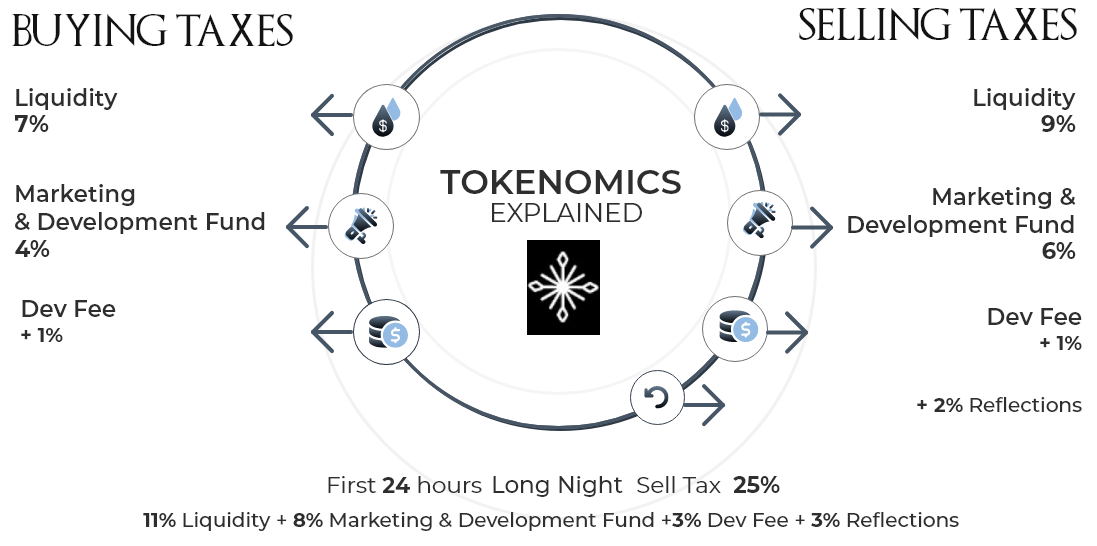 BUYING TAXES
Liquidity
7%
Marketing
& Development Fund
4%
Dev Fee
+ 1%
$
$
TOKENOMICS
EXPLAINED
$
$
SELLING TAXES
Liquidity
9%
Marketing &
Development Fund
6%
Dev Fee
+ 1%
+ 2% Reflections
First 24 hours Long Night Sell Tax 25%
11% Liquidity + 8% Marketing & Development Fund +3% Dev Fee + 3% Reflections